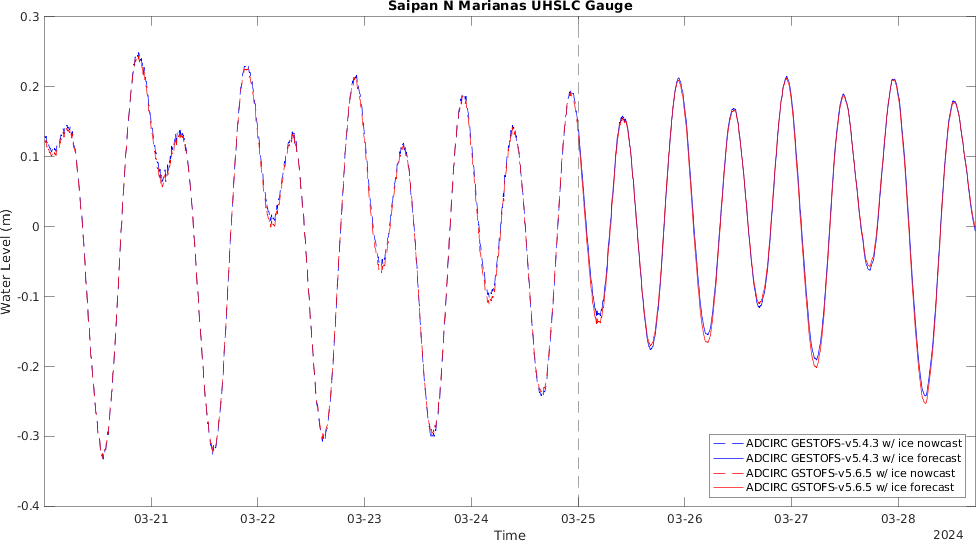 Saipan N Marianas UHSLC Gauge
0.3
0.2
0.1
0
-0.1
-0.2
-0.3
-0.4
Water Level (m)
ADCIRC GESTOFS-v5.4.3 w/ ice nowcast
ADCIRC GESTOFS-v5.4.3 w/ ice forecast
ADCIRC GSTOFS-v5.6.5 w/ ice nowcast
ADCIRC GSTOFS-v5.6.5 w/ ice forecast
03-21 03-22 03-23 03-24 03-25 03-26 03-27 03-28
Time
2024